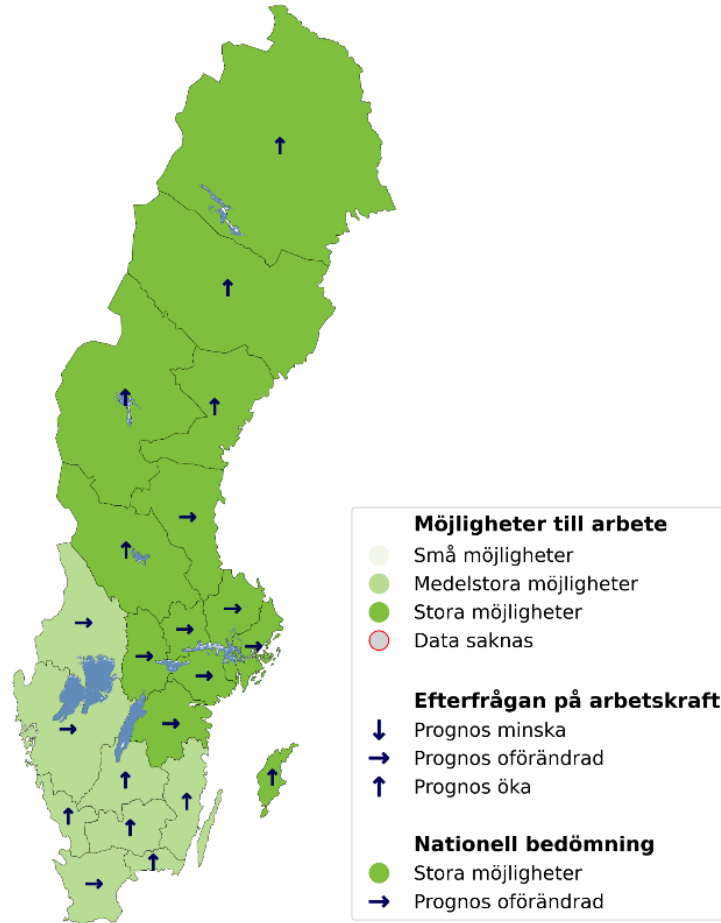 Möjligheter till arbete
Små möjligheter
Medelstora möjligheter
Stora möjligheter
Data saknas
Efterfrågan på arbetskraft
Prognos minska
Prognos oförändrad
Prognos öka
Nationell bedömning
Stora möjligheter
Prognos oförändrad